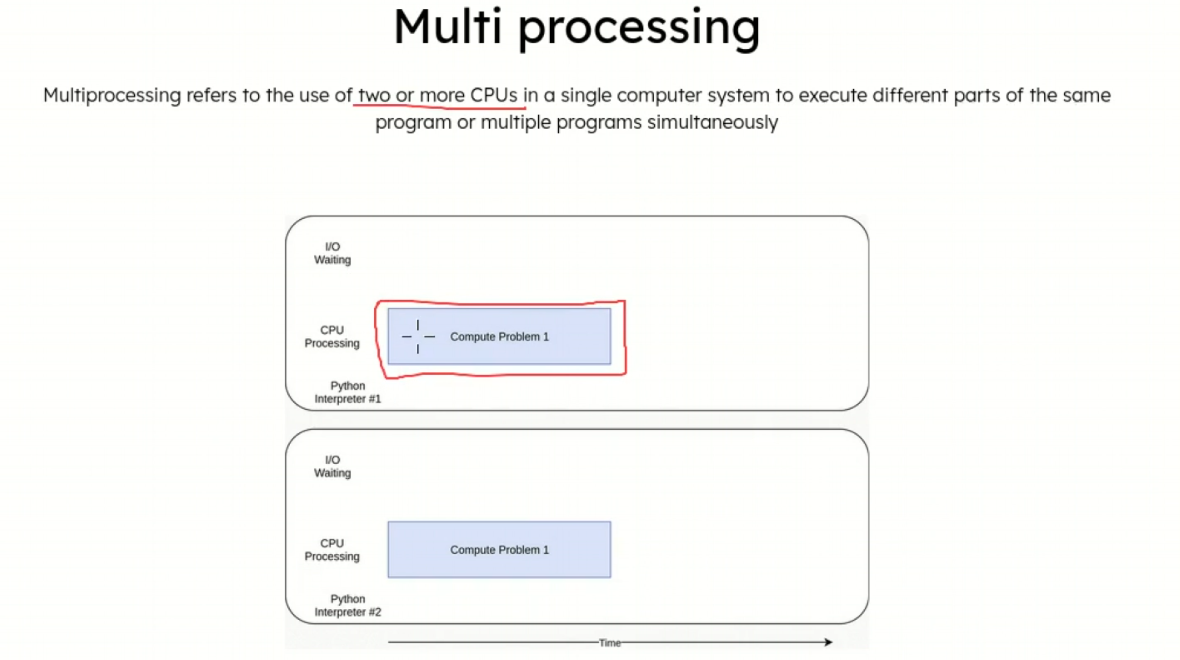 Multi processing
Multiprocessing refers to the use of two or more CPUs in a single computer system to execute different parts of the same
program or multiple programs simultaneously
I/O
Waiting
CPU
Processing
Compute Problem 1
Python
Interpreter #1
I/O
Waiting
CPU
Processing
Compute Problem 1
Python
Interpreter #2
Time